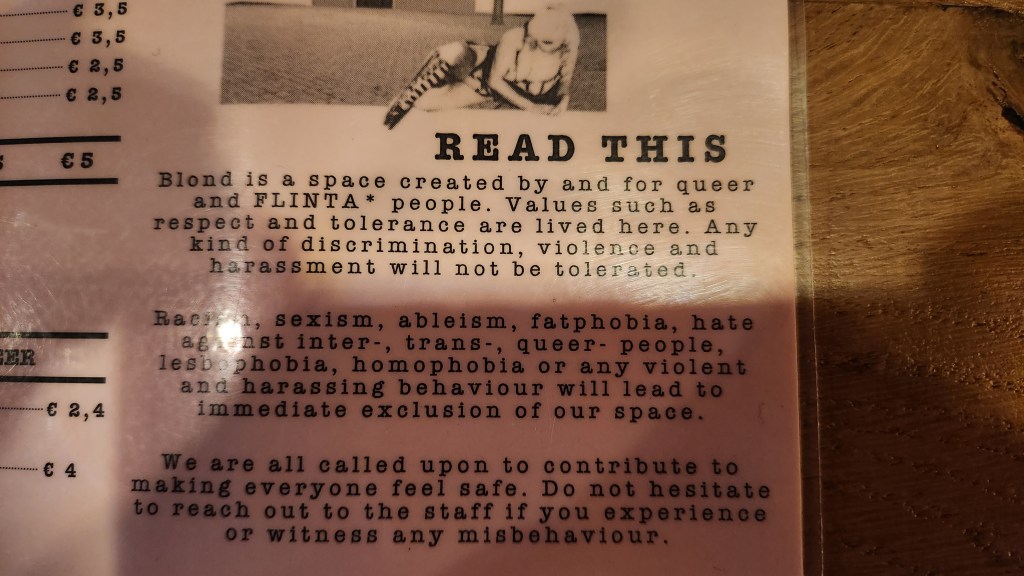 € 3,5
€ 3,5
€ 2,5
€ 2,5
€5
€ 2,4
€ 4
READ THIS
Blond is a space created by and for queer
and FLINTA* people. Values such as
respect and tolerance are lived here. Any
kind of discrimination, violence and
harassment will not be tolerated.
Racism, sexism, ableism, fatphobia, hate
against inter-, trans-, queer- people,
lesbophobia, homophobia or any violent
and harassing behaviour will lead to
immediate exclusion of our space.
We are all called upon to contribute to
making everyone feel safe. Do not hesitate
to reach out to the staff if you experience
or witness any misbehaviour.